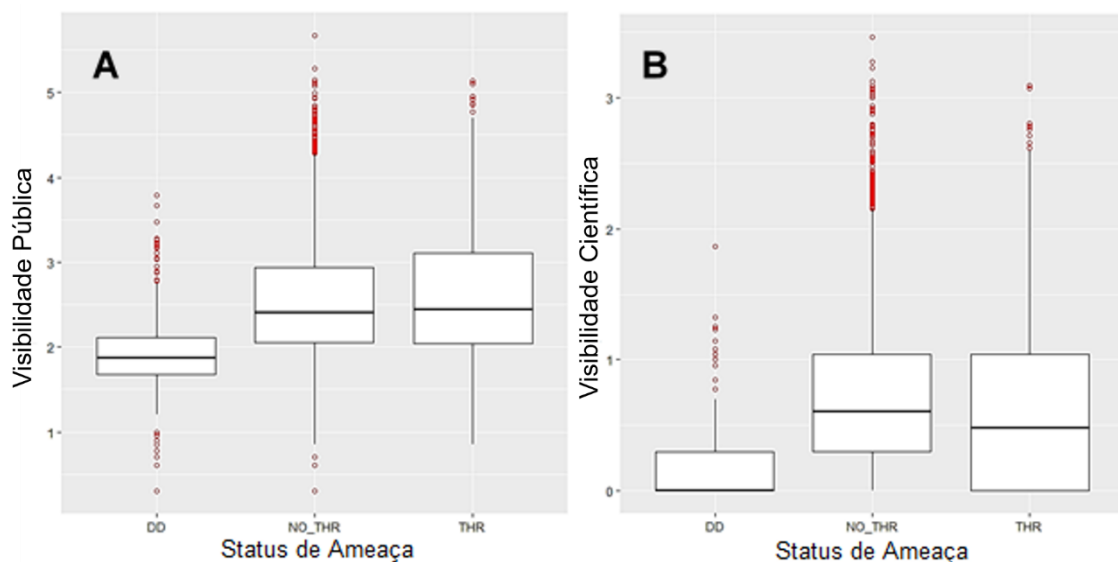 A
Visibilidade Pública
5
4
3
2
1
DD
NO_THR
THR
Status de Ameaça
B
Visibilidade Científica
3
2
1
0
DD
NO_THR
THR
Status de Ameaça